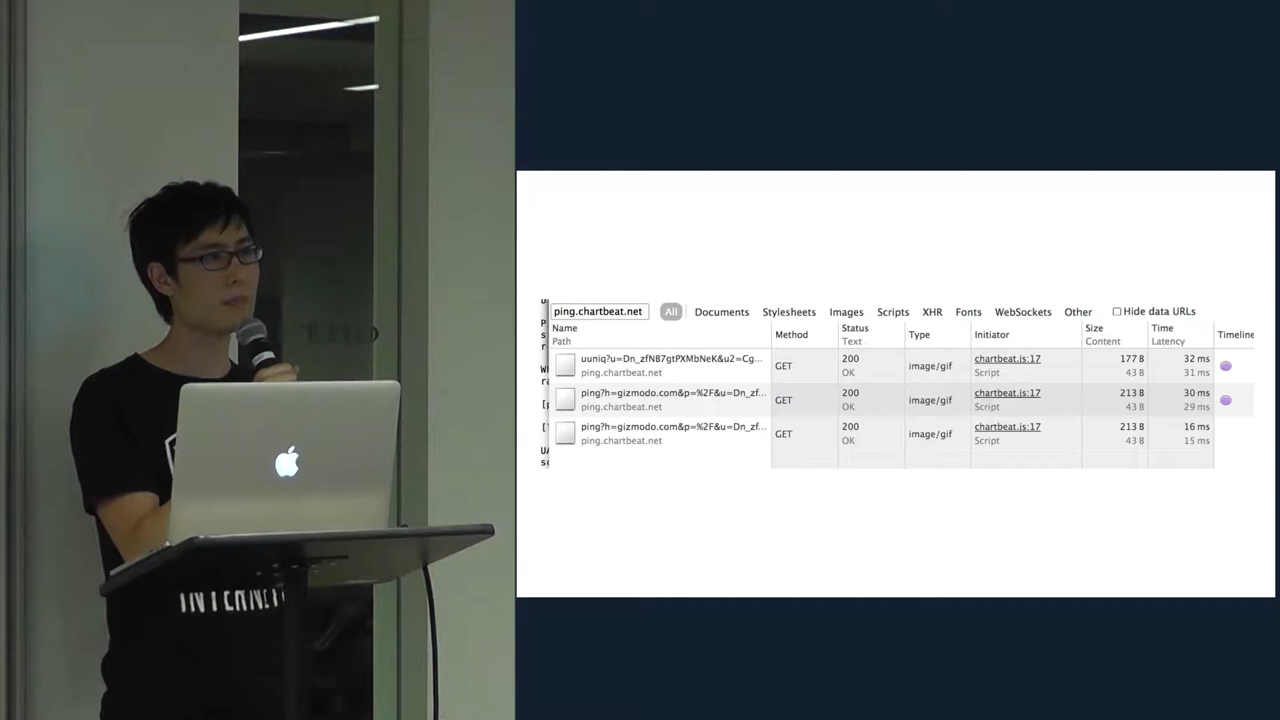 ping.chartbeat.net All Documents Stylesheets Images Scripts XHR Fonts WebSockets Other Hide data URLs
Name Method Status Type Initiator Size Time Timeline
Path Text Content Latency
uuniq?u=Dn_zfNB7gtPXMbNeK&u2=Cg... GET 200 image/gif chartbeat.js:17 177 B 32 ms
ping.chartbeat.net OK Script 43 B 31 ms
ping?h=gizmodo.com&p=%2F&u=Dn_zf... GET 200 image/gif chartbeat.js:17 213 B 30 ms
ping.chartbeat.net OK Script 43 B 29 ms
ping?h=gizmodo.com&p=%2F&u=Dn_zf... GET 200 image/gif chartbeat.js:17 213 B 16 ms
ping.chartbeat.net OK Script 43 B 15 ms
INTERNET